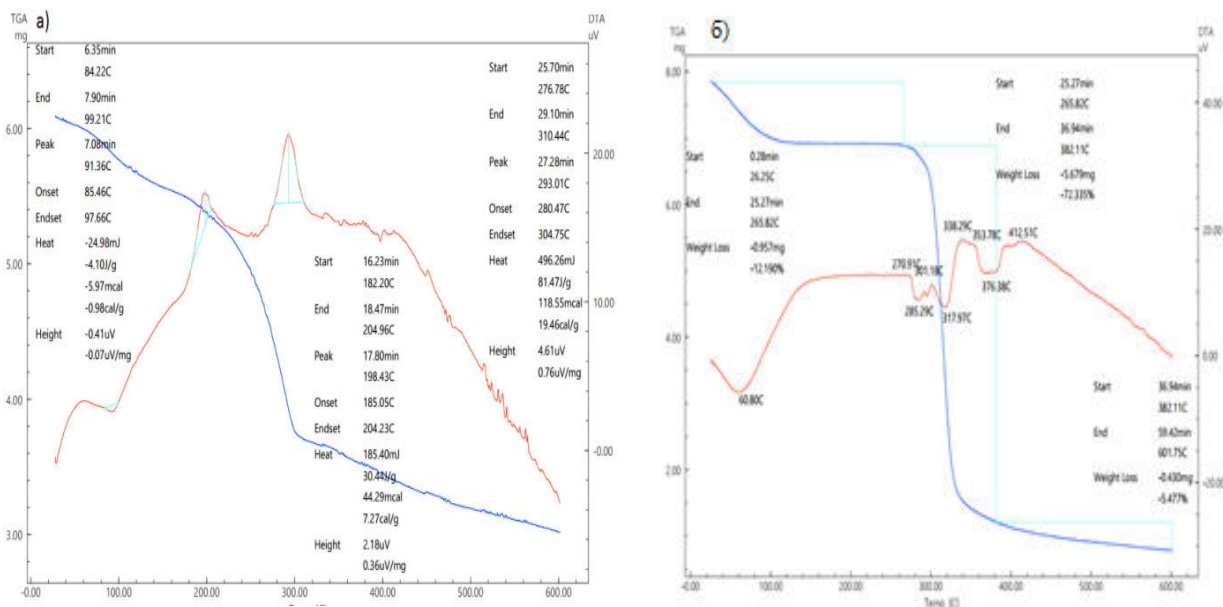 TGA
mg
а)
DTA
uV
Start 6.35min
84.22C
End 7.90min
99.21C
Peak 7.08min
91.36C
Onset 85.46C
Endset 97.66C
Heat -24.98mJ
-4.10J/g
-5.97mcal
-0.98cal/g
Height -0.41uV
-0.07uV/mg
Start 16.23min
182.20C
End 18.47min
204.96C
Peak 17.80min
198.43C
Onset 185.05C
Endset 204.23C
Heat 185.40mJ
30.44J/g
44.29mcal
7.27cal/g
Height 2.18uV
0.36uV/mg
Start 25.70min
276.78C
End 29.10min
310.44C
Peak 27.28min
293.01C
Onset 280.47C
Endset 304.75C
Heat 496.26mJ
81.47J/g
118.55mcal
19.46cal/g
Height 4.61uV
0.76uV/mg
6.00
5.00
4.00
3.00
20.00
10.00
-0.00
-0.00 100.00 200.00 300.00 400.00 500.00 600.00
TGA
mg
б)
DTA
uV
Start 0.28min
26.25C
End 25.27min
265.82C
Weight Loss -0.957mg
-12.190%
Start 25.27min
265.82C
End 36.94min
382.11C
Weight Loss -5.679mg
-72.335%
Start 36.94min
382.11C
End 59.42min
601.75C
Weight Loss -0.430mg
-5.477%
60.80C
270.91C
285.29C
301.18C
317.97C
338.29C
353.78C
376.38C
412.51C
8.00
6.00
4.00
2.00
40.00
20.00
0.00
-20.00
-0.00 100.00 200.00 300.00 400.00 500.00 600.00
Temp [C]